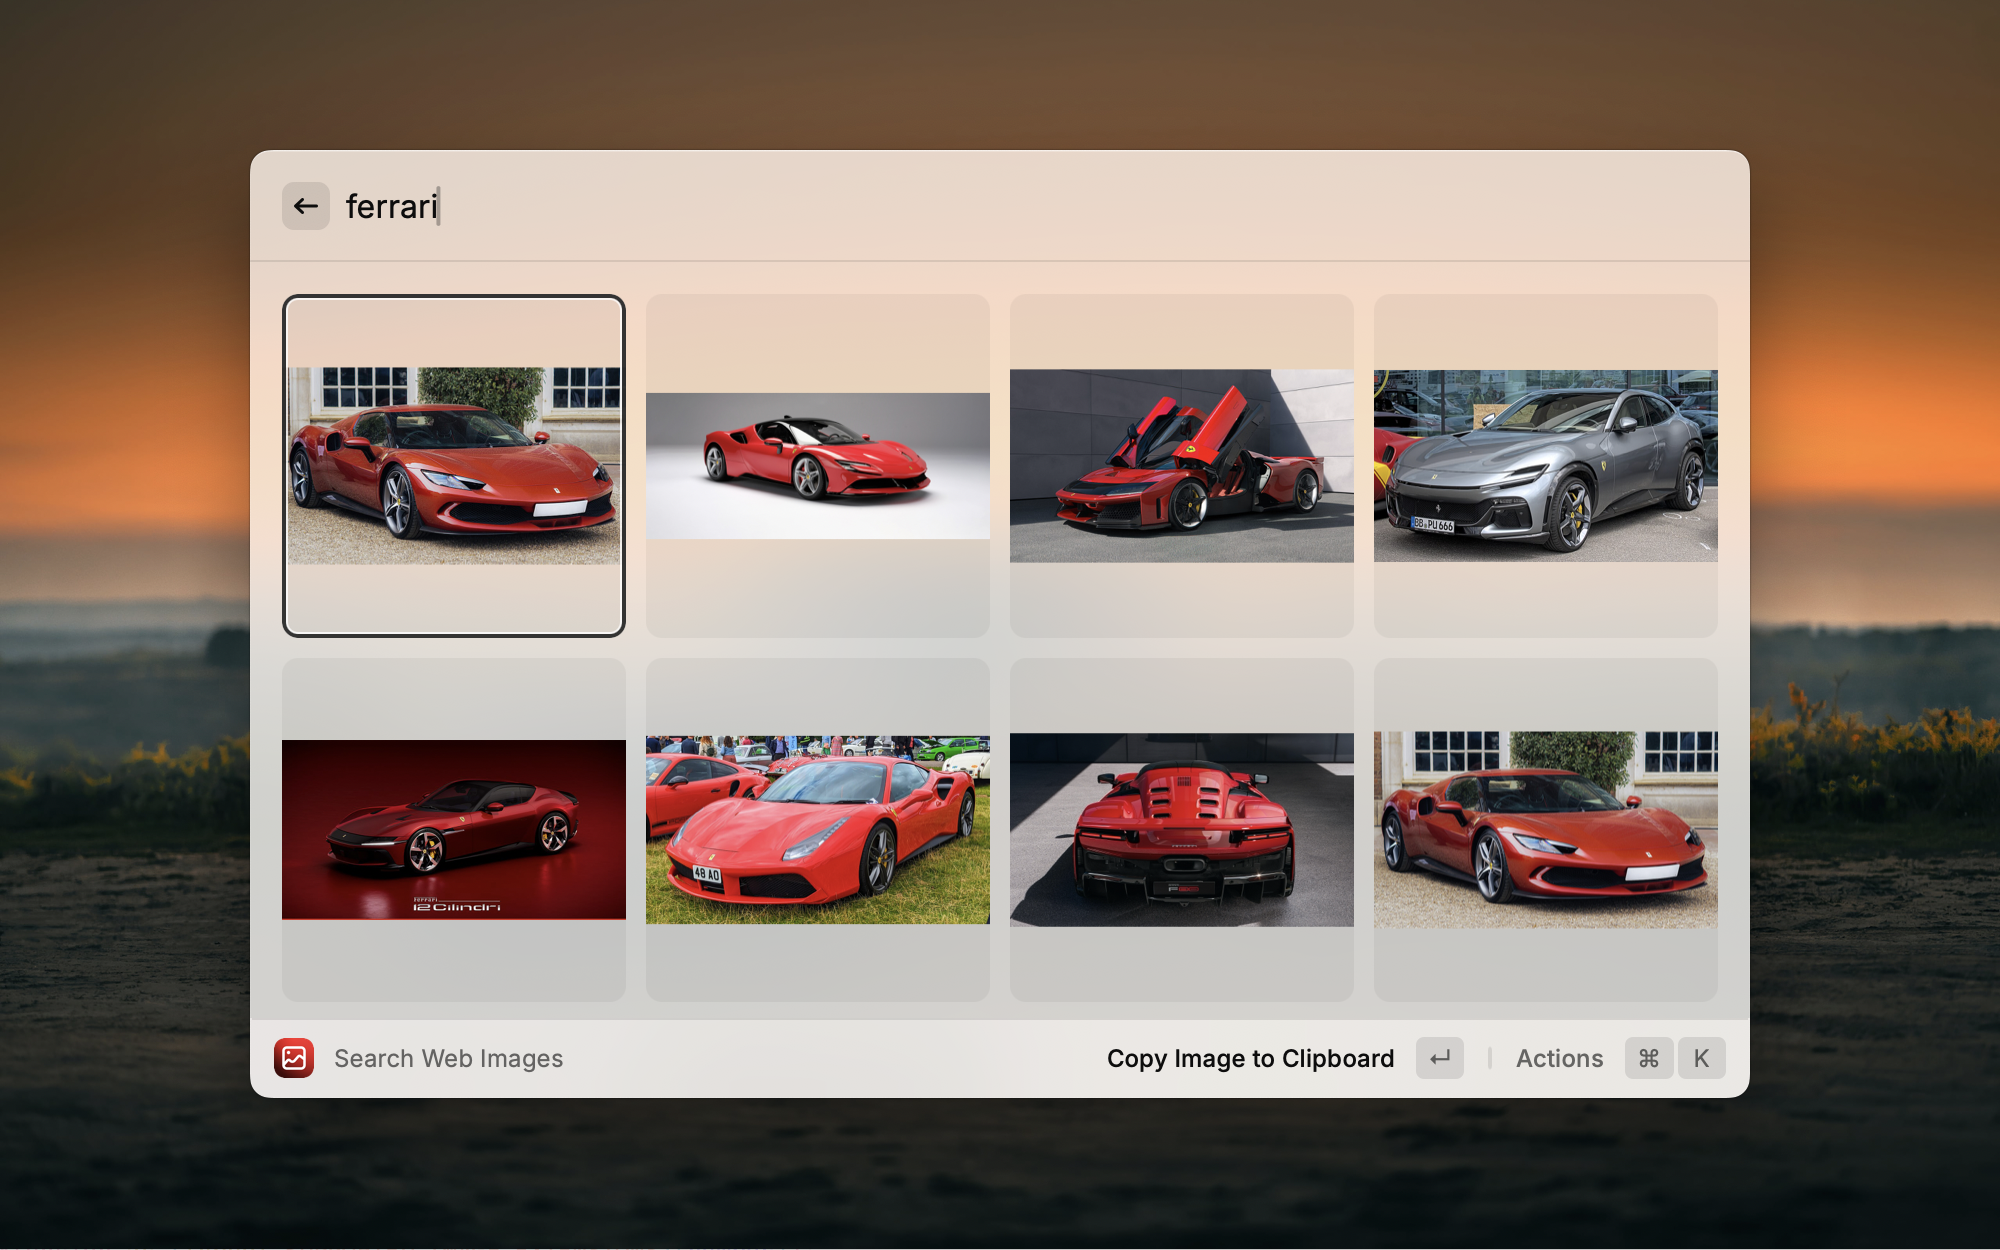 ferrari
BB PU 666
Ferrari
12Cilindri
48 AO
Search Web Images
Copy Image to Clipboard
Actions ⌘ K